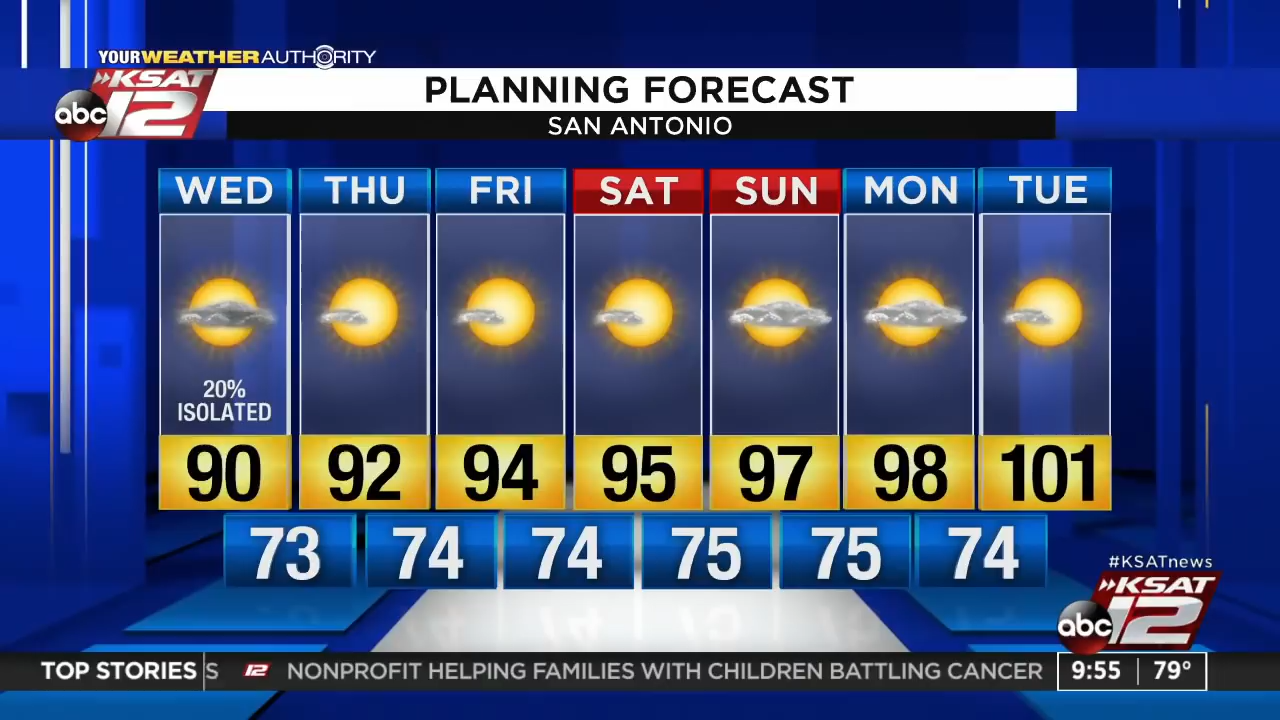 YOURWEATHERAUTHORITY
KSAT
abc 12
PLANNING FORECAST
SAN ANTONIO
WED THU FRI SAT SUN MON TUE
20%
ISOLATED
90 92 94 95 97 98 101
73 74 74 75 75 74
#KSATnews
KSAT
abc 12
TOP STORIES S 12 NONPROFIT HELPING FAMILIES WITH CHILDREN BATTLING CANCER 9:55 79°